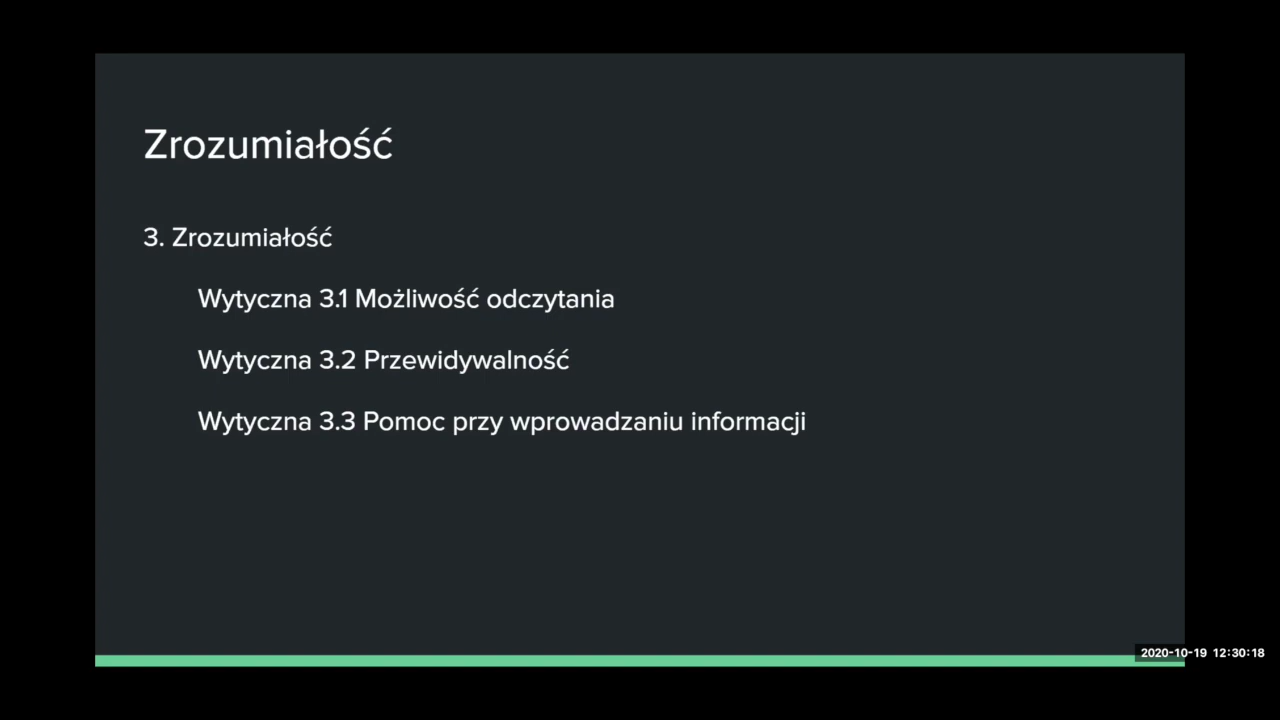 Zrozumiałość
3. Zrozumiałość
Wytyczna 3.1 Możliwość odczytania
Wytyczna 3.2 Przewidywalność
Wytyczna 3.3 Pomoc przy wprowadzaniu informacji
2020-10-19 12:30:18